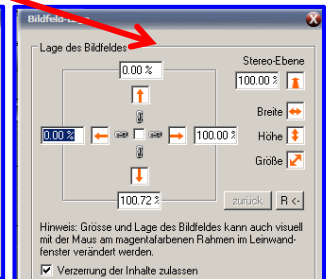 Bildfeld-Lage
Lage des Bildfeldes
Stereo-Ebene
0.00 %
100.00 %
Breite
0.00 %
100.00 %
Höhe
Größe
100.72 %
zurück
R <-
Hinweis: Grösse und Lage des Bildfeldes kann auch visuell
mit der Maus am magentafarbenen Rahmen im Leinwand-
fenster verändert werden.
Verzerrung der Inhalte zulassen